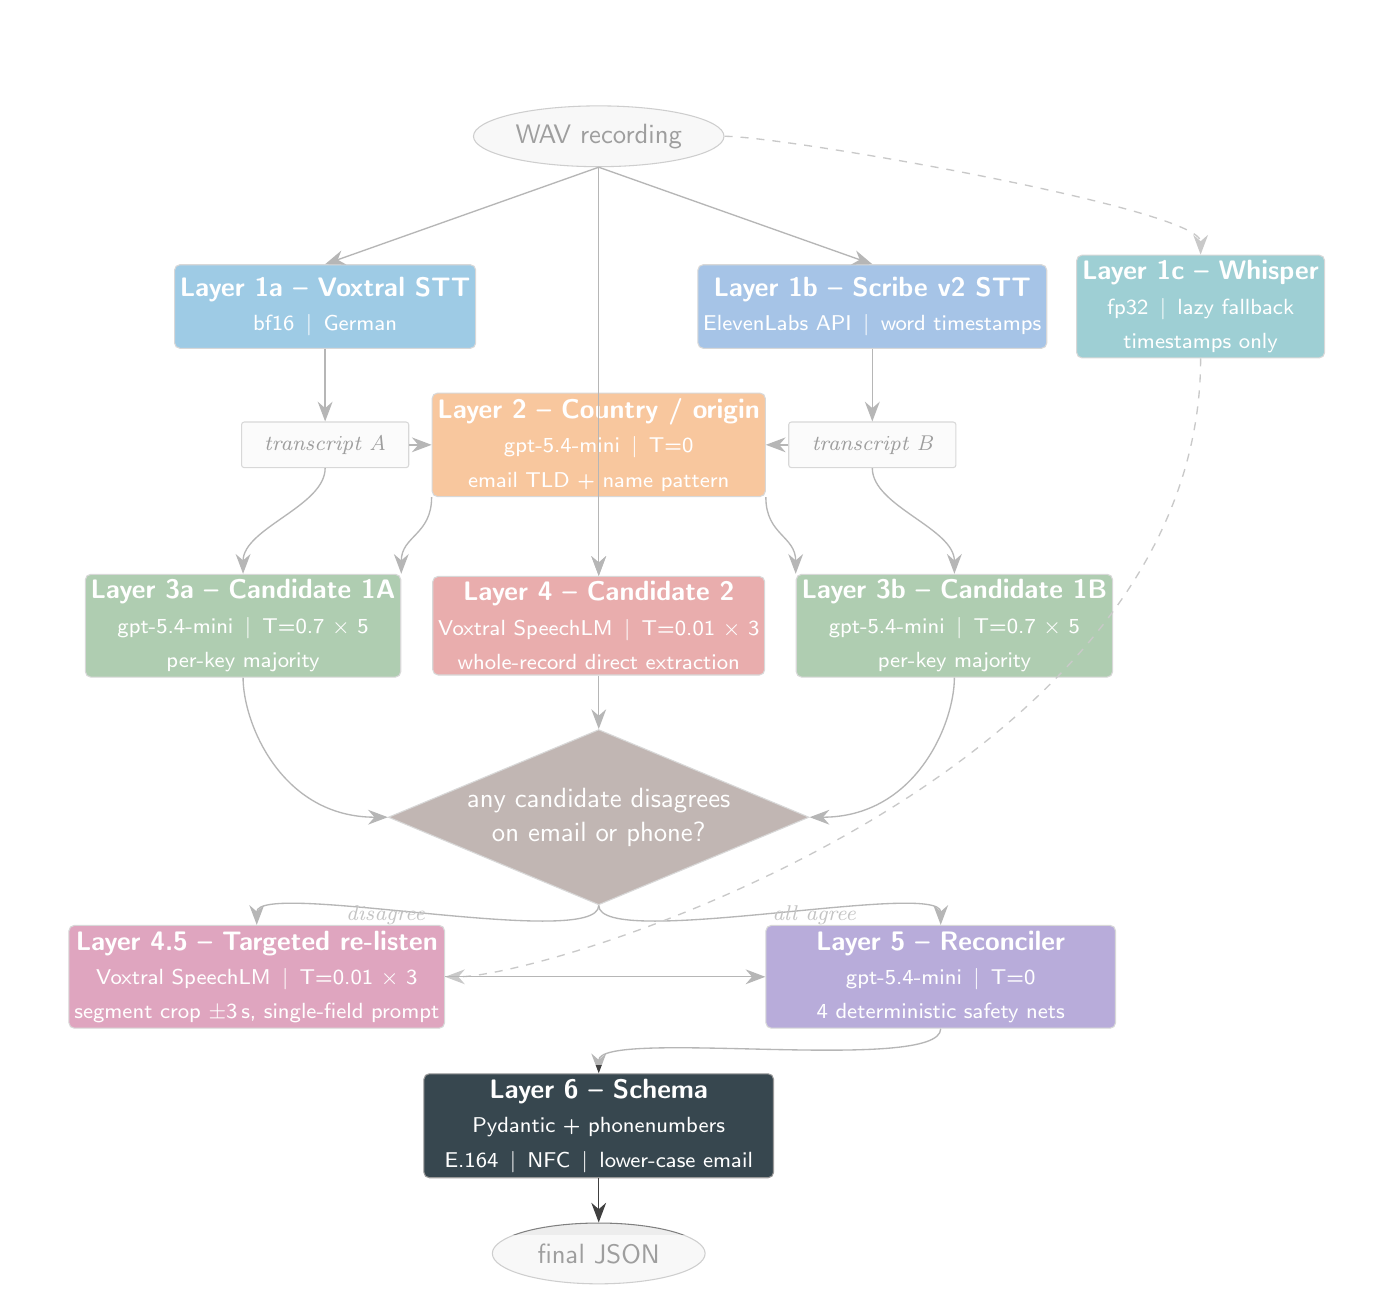 WAV recording
Layer 1a – Voxtral STT
bf16 | German
Layer 1b – Scribe v2 STT
ElevenLabs API | word timestamps
Layer 1c – Whisper
fp32 | lazy fallback
timestamps only
transcript A
Layer 2 – Country / origin
gpt-5.4-mini | T=0
email TLD + name pattern
transcript B
Layer 3a – Candidate 1A
gpt-5.4-mini | T=0.7 × 5
per-key majority
Layer 4 – Candidate 2
Voxtral SpeechLM | T=0.01 × 3
whole-record direct extraction
Layer 3b – Candidate 1B
gpt-5.4-mini | T=0.7 × 5
per-key majority
any candidate disagrees
on email or phone?
disagree
all agree
Layer 4.5 – Targeted re-listen
Voxtral SpeechLM | T=0.01 × 3
segment crop ±3 s, single-field prompt
Layer 5 – Reconciler
gpt-5.4-mini | T=0
4 deterministic safety nets
Layer 6 – Schema
Pydantic + phonenumbers
E.164 | NFC | lower-case email
final JSON